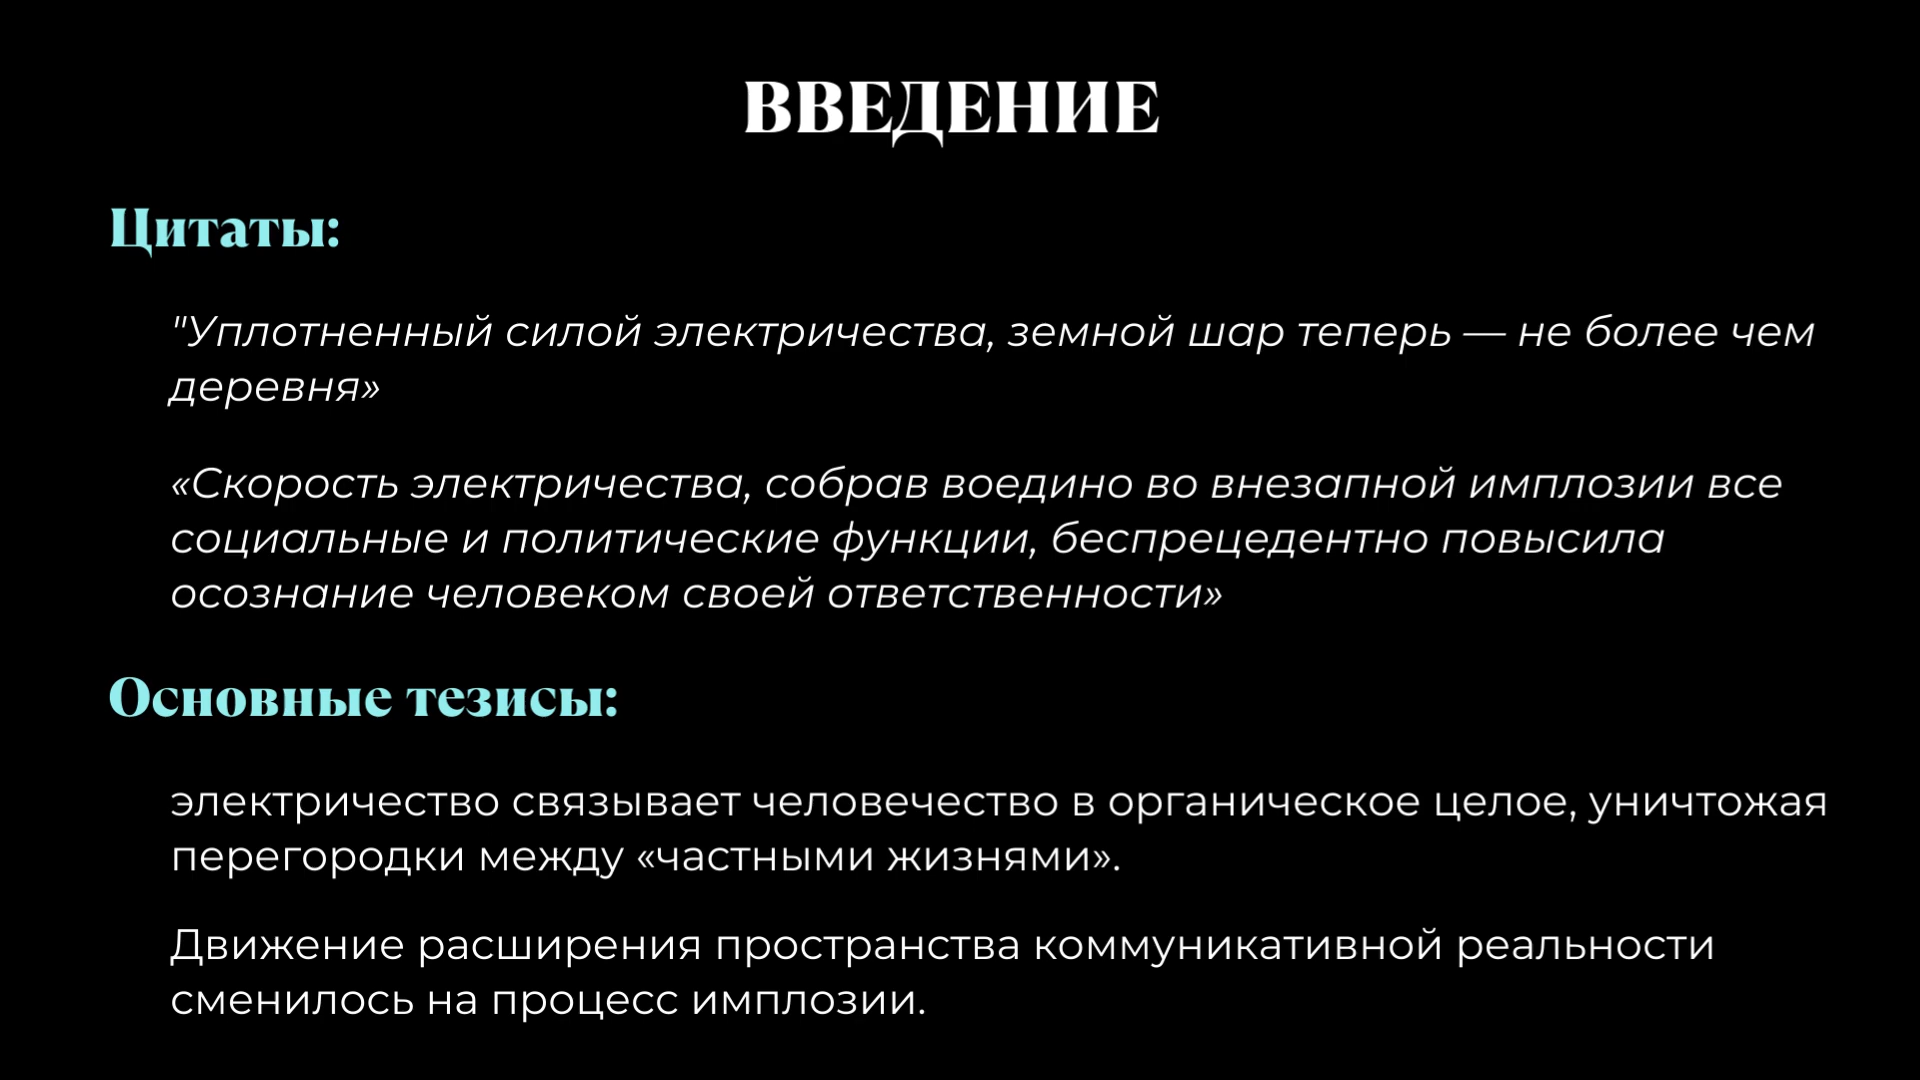 ВВЕДЕНИЕ
Цитаты:
"Уплотненный силой электричества, земной шар теперь — не более чем
деревня»
«Скорость электричества, собрав воедино во внезапной имплозии все
социальные и политические функции, беспрецедентно повысила
осознание человеком своей ответственности»
Основные тезисы:
электричество связывает человечество в органическое целое, уничтожая
перегородки между «частными жизнями».
Движение расширения пространства коммуникативной реальности
сменилось на процесс имплозии.